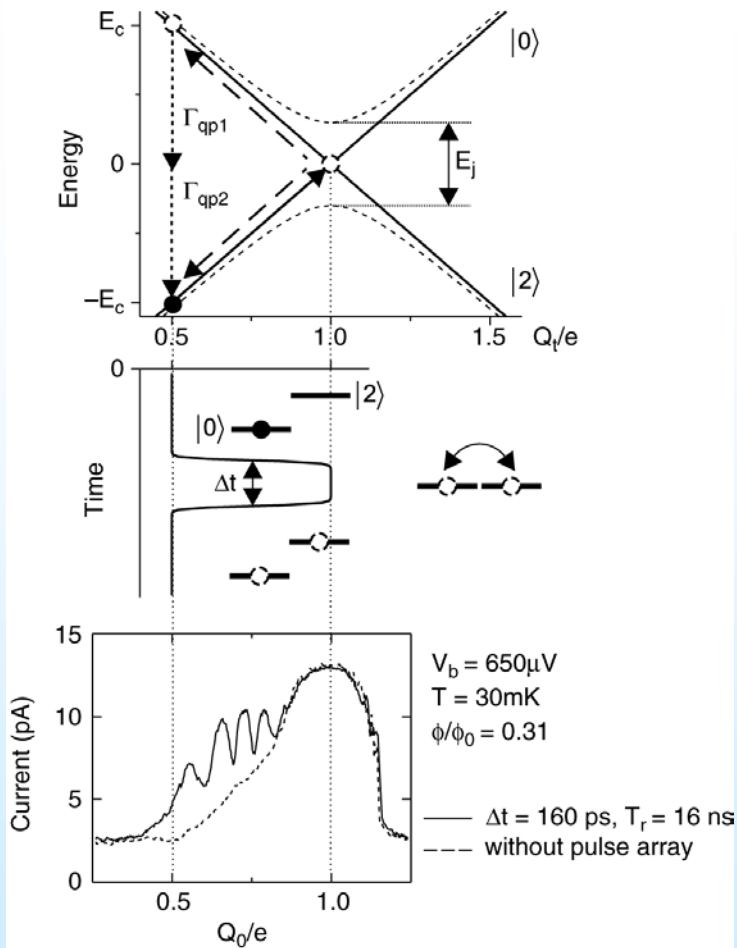 E_c
|0⟩
Γ_qp1
Energy
0
E_j
Γ_qp2
−E_c
|2⟩
0.5
1.0
1.5
Q_t/e
0
|2⟩
|0⟩
Time
Δt
15
V_b = 650μV
T = 30mK
10
ϕ/ϕ_0 = 0.31
Current (pA)
5
Δt = 160 ps, T_r = 16 ns
without pulse array
0
0.5
1.0
Q_0/e